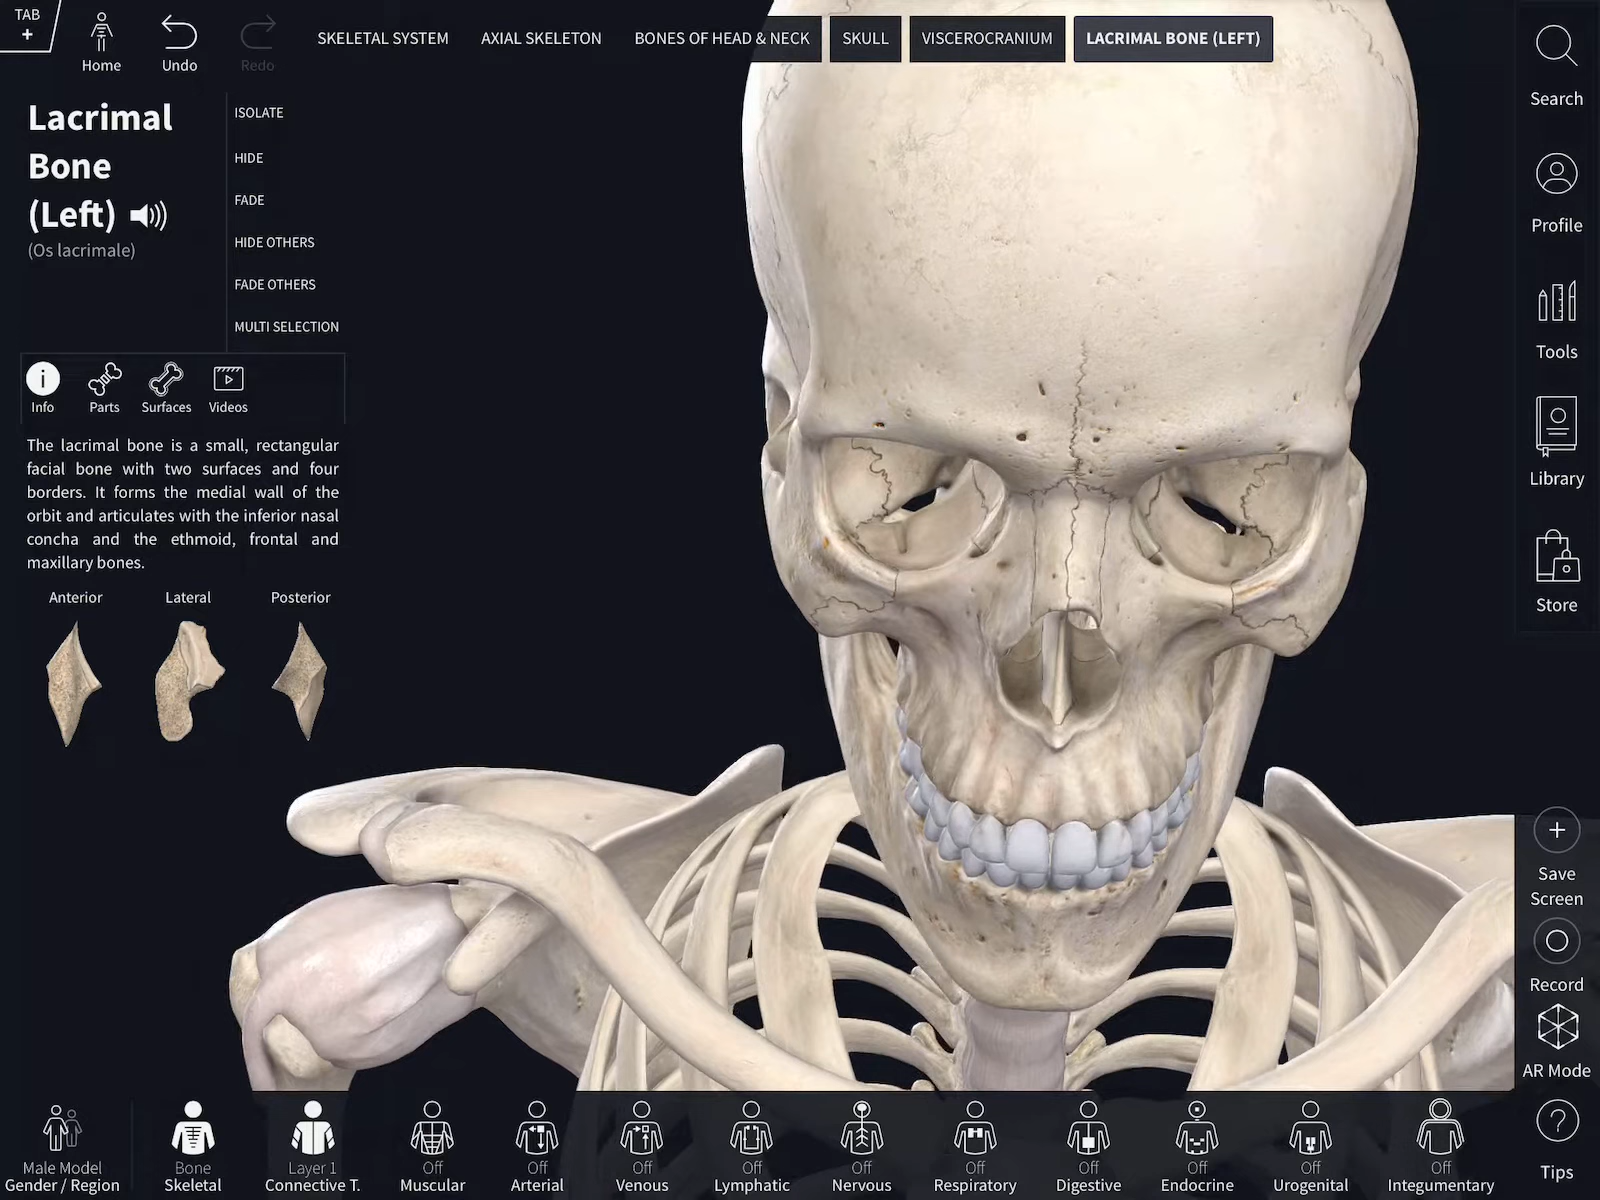 TAB
+
Home
Undo
Redo
SKELETAL SYSTEM
AXIAL SKELETON
BONES OF HEAD & NECK
SKULL
VISCEROCRANIUM
LACRIMAL BONE (LEFT)
Lacrimal
Bone
(Left)
(Os lacrimale)
ISOLATE
HIDE
FADE
HIDE OTHERS
FADE OTHERS
MULTI SELECTION
i
Info
Parts
Surfaces
Videos
The lacrimal bone is a small, rectangular
facial bone with two surfaces and four
borders. It forms the medial wall of the
orbit and articulates with the inferior nasal
concha and the ethmoid, frontal and
maxillary bones.
Anterior
Lateral
Posterior
Search
Profile
Tools
Library
Store
+
Save
Screen
Record
AR Mode
?
Tips
Male Model
Gender / Region
Bone
Skeletal
Layer 1
Connective T.
Off
Muscular
Off
Arterial
Off
Venous
Off
Lymphatic
Off
Nervous
Off
Respiratory
Off
Digestive
Off
Endocrine
Off
Urogenital
Off
Integumentary